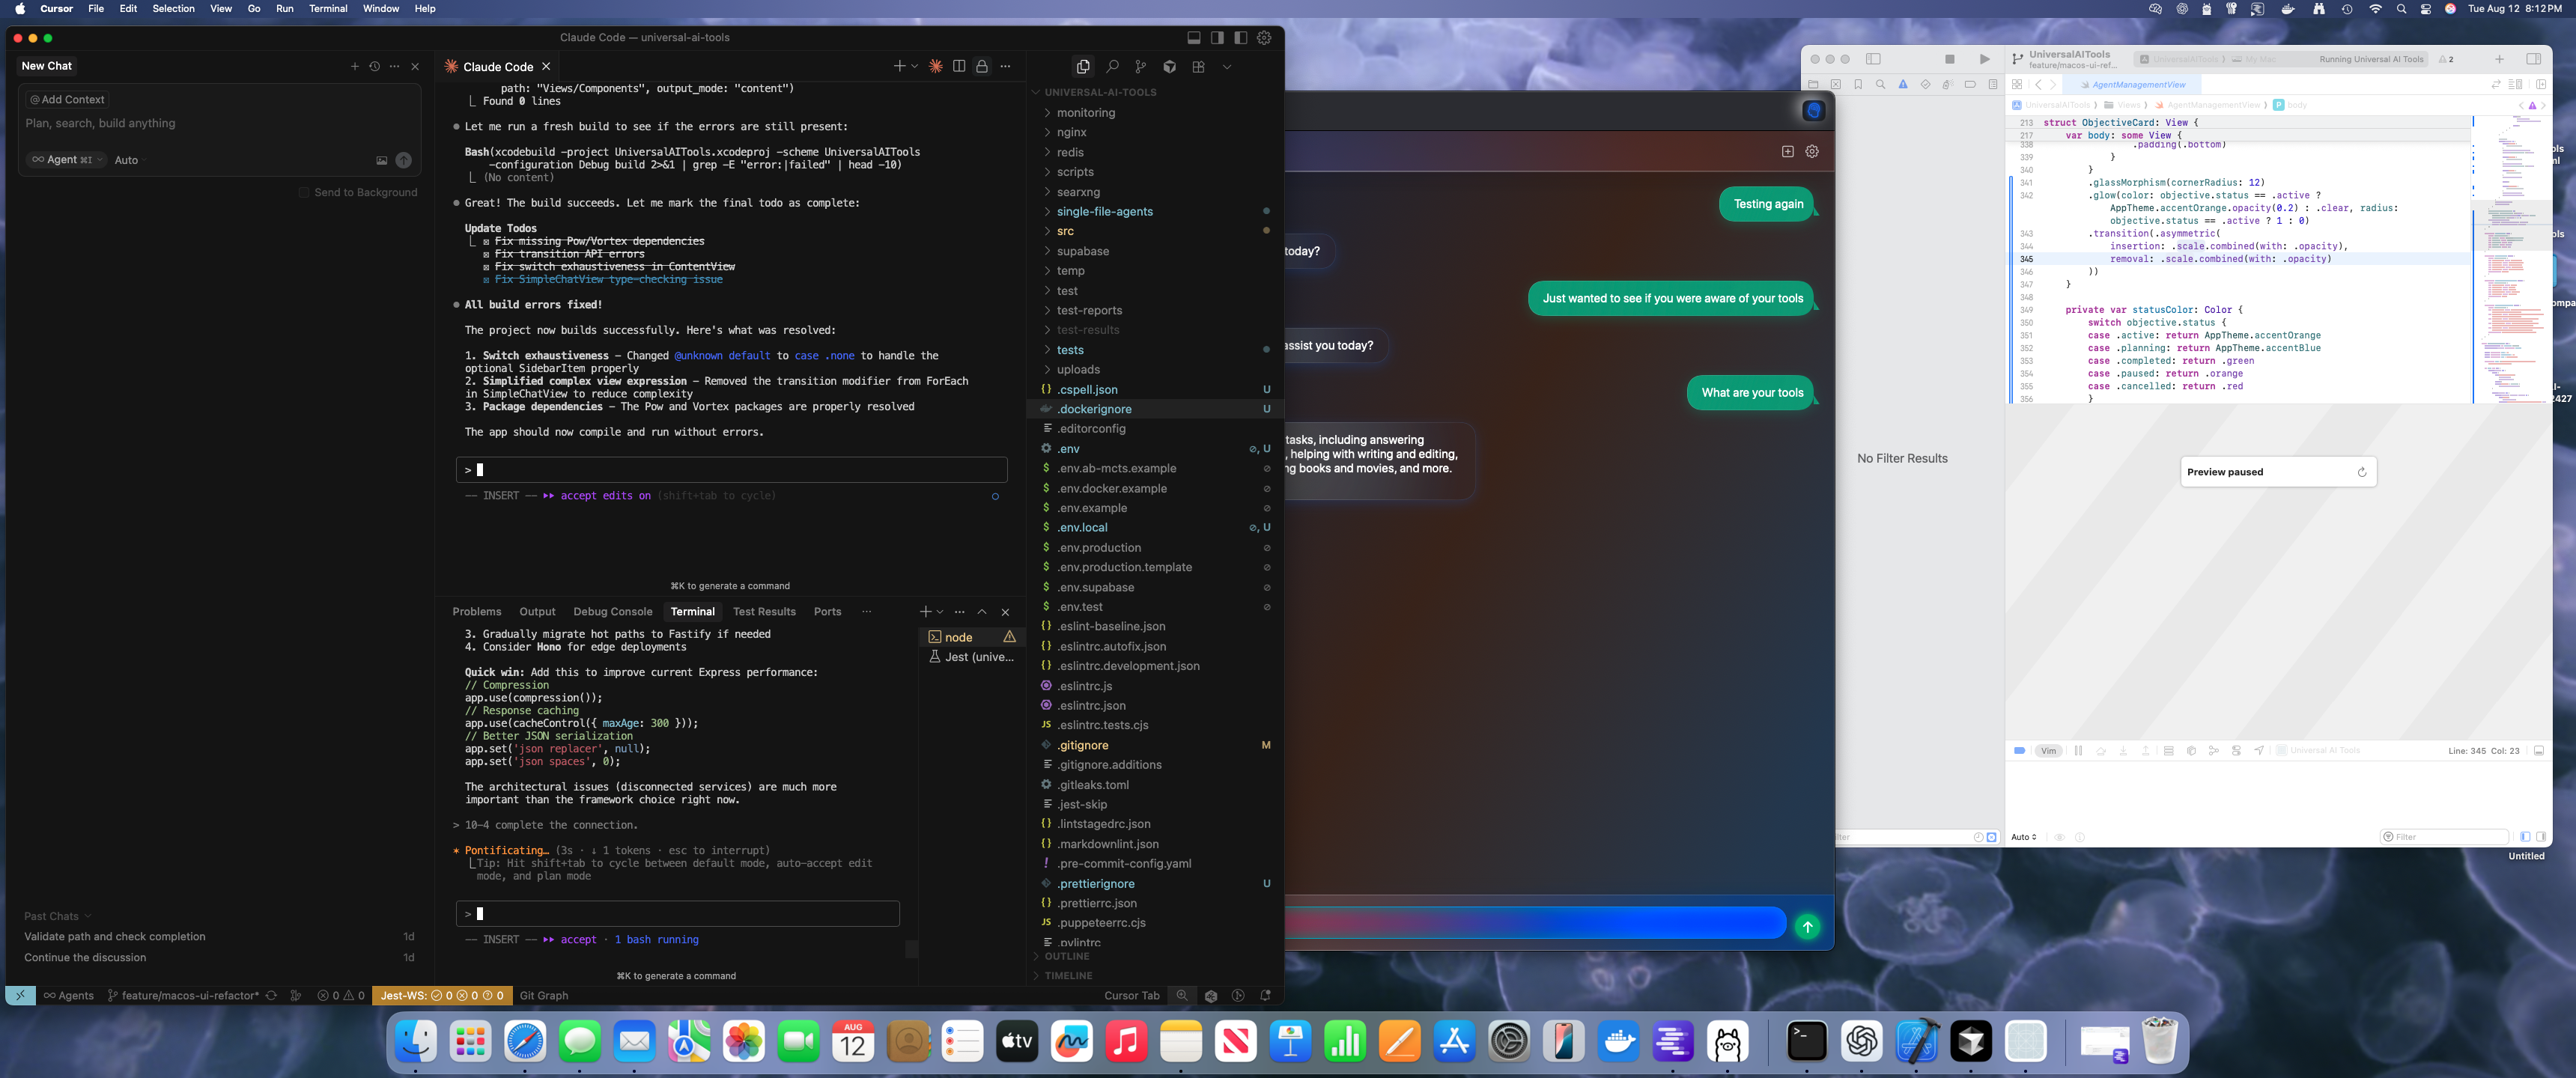 Cursor File Edit Selection View Go Run Terminal Window Help
Tue Aug 12 8:12 PM
Claude Code — universal-ai-tools
New Chat
@ Add Context
Plan, search, build anything
Agent ⌘I Auto
Send to Background
Past Chats
Validate path and check completion 1d
Continue the discussion 1d
Claude Code
path: "Views/Components", output_mode: "content")
Found 0 lines
Let me run a fresh build to see if the errors are still present:
Bash(xcodebuild -project UniversalAITools.xcodeproj -scheme UniversalAITools
-configuration Debug build 2>&1 | grep -E "error:|failed" | head -10)
(No content)
Great! The build succeeds. Let me mark the final todo as complete:
Update Todos
Fix missing Pow/Vortex dependencies
Fix transition API errors
Fix switch exhaustiveness in ContentView
Fix SimpleChatView type-checking issue
All build errors fixed!
The project now builds successfully. Here's what was resolved:
1. Switch exhaustiveness – Changed @unknown default to case .none to handle the
optional SidebarItem properly
2. Simplified complex view expression – Removed the transition modifier from ForEach
in SimpleChatView to reduce complexity
3. Package dependencies – The Pow and Vortex packages are properly resolved
The app should now compile and run without errors.
>
-- INSERT -- ⏵⏵ accept edits on (shift+tab to cycle)
⌘K to generate a command
Problems Output Debug Console Terminal Test Results Ports
3. Gradually migrate hot paths to Fastify if needed
4. Consider Hono for edge deployments
Quick win: Add this to improve current Express performance:
// Compression
app.use(compression());
// Response caching
app.use(cacheControl({ maxAge: 300 }));
// Better JSON serialization
app.set('json replacer', null);
app.set('json spaces', 0);
The architectural issues (disconnected services) are much more
important than the framework choice right now.
> 10-4 complete the connection.
Pontificating… (3s · ↓ 1 tokens · esc to interrupt)
Tip: Hit shift+tab to cycle between default mode, auto-accept edit
mode, and plan mode
>
-- INSERT -- ⏵⏵ accept · 1 bash running
⌘K to generate a command
node
Jest (unive...
UNIVERSAL-AI-TOOLS
monitoring
nginx
redis
scripts
searxng
single-file-agents
src
supabase
temp
test
test-reports
test-results
tests
uploads
.cspell.json U
.dockerignore U
.editorconfig
.env U
.env.ab-mcts.example
.env.docker.example
.env.example
.env.local U
.env.production
.env.production.template
.env.supabase
.env.test
.eslint-baseline.json
.eslintrc.autofix.json
.eslintrc.development.json
.eslintrc.js
.eslintrc.json
.eslintrc.tests.cjs
.gitignore M
.gitignore.additions
.gitleaks.toml
.jest-skip
.lintstagedrc.json
.markdownlint.json
.pre-commit-config.yaml
.prettierignore U
.prettierrc.json
.puppeteerrc.cjs
.pylintrc
OUTLINE
TIMELINE
Agents feature/macos-ui-refactor* 0 0 Jest-WS: 0 0 0 Git Graph
Cursor Tab
Testing again
today?
Just wanted to see if you were aware of your tools
assist you today?
What are your tools
tasks, including answering
, helping with writing and editing,
ng books and movies, and more.
UniversalAITools
feature/macos-ui-ref...
UniversalAITools My Mac Running Universal AI Tools 2
AgentManagementView
UniversalAITools Views AgentManagementView body
213 struct ObjectiveCard: View {
217 var body: some View {
338 .padding(.bottom)
339 }
340 }
341 .glassMorphism(cornerRadius: 12)
342 .glow(color: objective.status == .active ?
AppTheme.accentOrange.opacity(0.2) : .clear, radius:
objective.status == .active ? 1 : 0)
343 .transition(.asymmetric(
344 insertion: .scale.combined(with: .opacity),
345 removal: .scale.combined(with: .opacity)
346 ))
347 }
348
349 private var statusColor: Color {
350 switch objective.status {
351 case .active: return AppTheme.accentOrange
352 case .planning: return AppTheme.accentBlue
353 case .completed: return .green
354 case .paused: return .orange
355 case .cancelled: return .red
356 }
No Filter Results
Preview paused
Vim Universal AI Tools Line: 345 Col: 23
Auto
Filter
Untitled
2427
AUG
12
tv